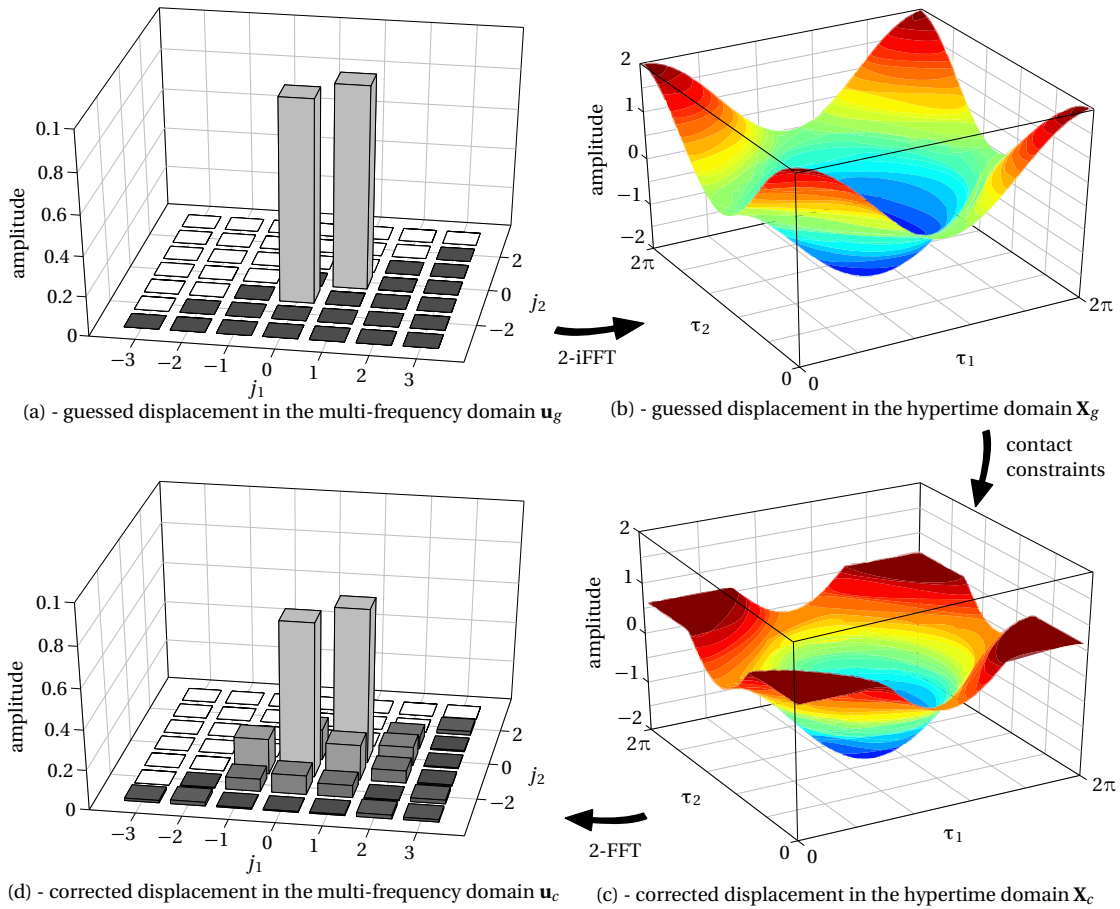 amplitude
0.1
0.8
0.6
0.4
0.2
0
−3
−2
−1
0
1
2
3
j1
−2
0
2
j2
(a) - guessed displacement in the multi-frequency domain ug
2-iFFT
amplitude
2
1
0
−1
−2
2π
τ2
0
0
τ1
2π
(b) - guessed displacement in the hypertime domain Xg
contact
constraints
amplitude
2
1
0
−1
−2
2π
τ2
0
0
τ1
2π
(c) - corrected displacement in the hypertime domain Xc
2-FFT
amplitude
0.1
0.8
0.6
0.4
0.2
0
−3
−2
−1
0
1
2
3
j1
−2
0
2
j2
(d) - corrected displacement in the multi-frequency domain uc